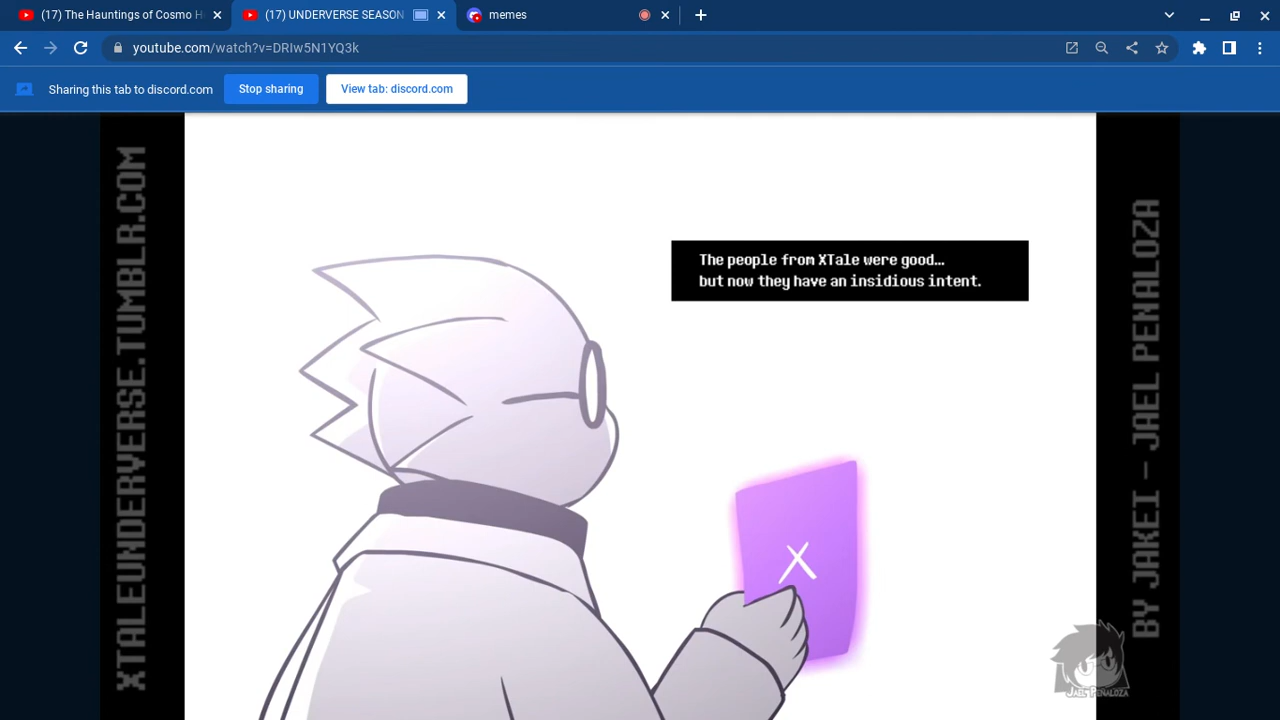 (17) The Hauntings of Cosmo H
(17) UNDERVERSE SEASON
memes
youtube.com/watch?v=DRIw5N1YQ3k
Sharing this tab to discord.com
Stop sharing
View tab: discord.com
XTALEUNDERVERSE.TUMBLR.COM
The people from XTale were good...
but now they have an insidious intent.
X
BY JAKEI - JAEL PENALOZA
JAEL PEÑALOZA